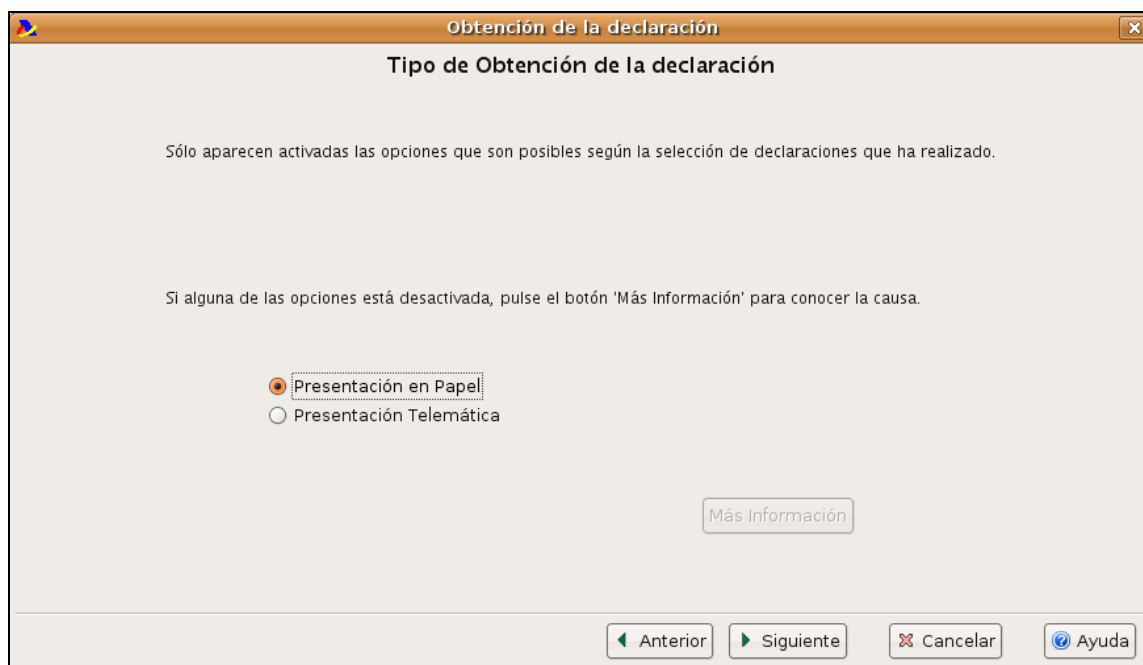 Obtención de la declaración
Tipo de Obtención de la declaración
Sólo aparecen activadas las opciones que son posibles según la selección de declaraciones que ha realizado.
Si alguna de las opciones está desactivada, pulse el botón 'Más Información' para conocer la causa.
Presentación en Papel
Presentación Telemática
Más Información
Anterior Siguiente Cancelar Ayuda